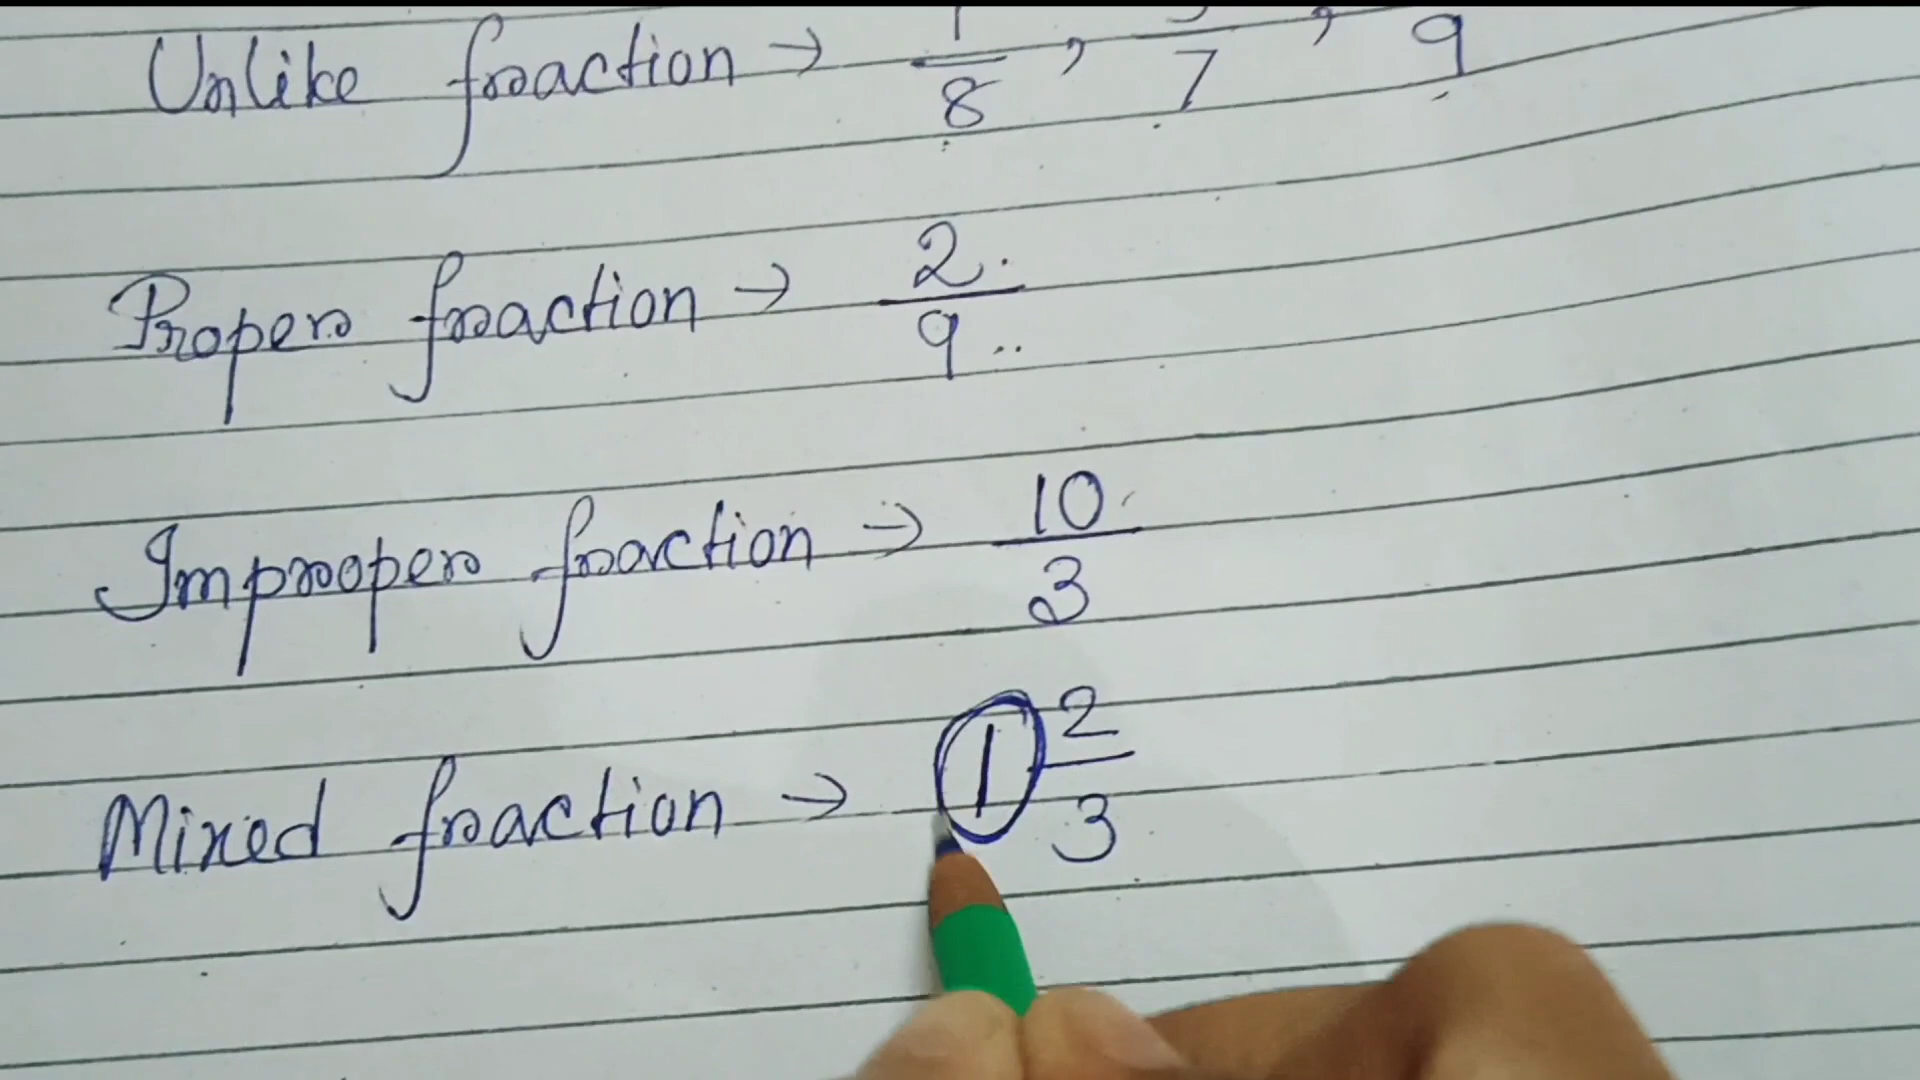 Unlike fraction → 1/8, /7, 9
Proper fraction → 2/9
Improper fraction → 10/3
Mixed fraction → 1 2/3